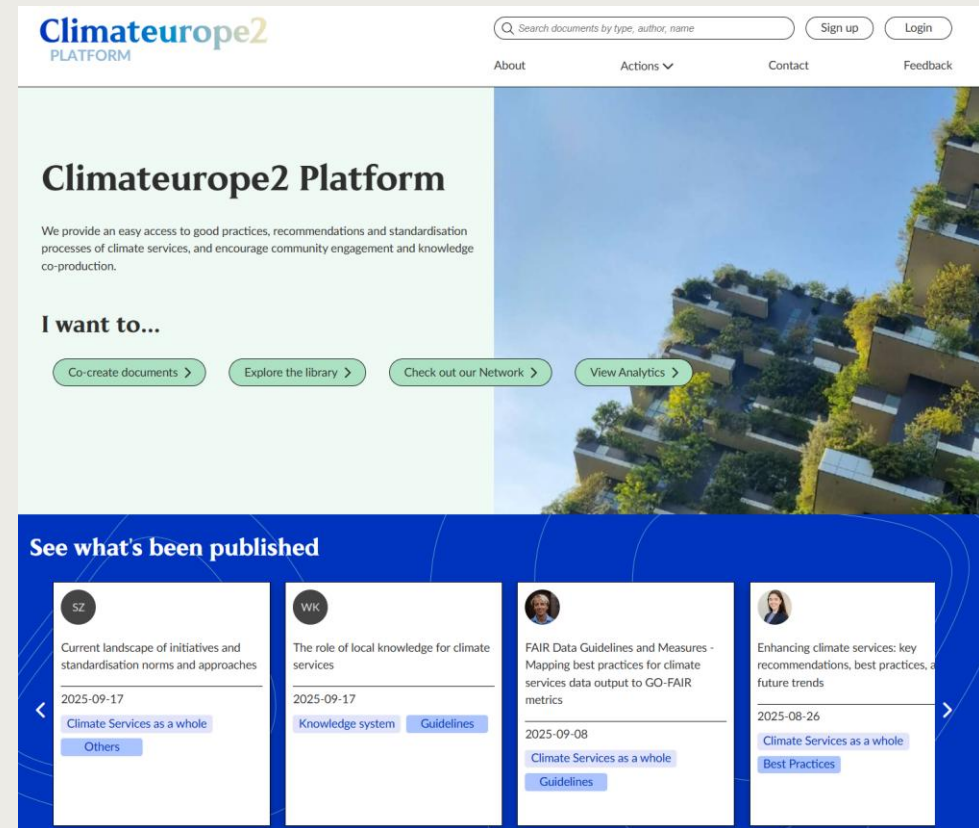 Climateurope2
PLATFORM
Search documents by type, author, name
Sign up
Login
About
Actions
Contact
Feedback
Climateurope2 Platform
We provide an easy access to good practices, recommendations and standardisation
processes of climate services, and encourage community engagement and knowledge
co-production.
I want to...
Co-create documents
Explore the library
Check out our Network
View Analytics
See what's been published
SZ
Current landscape of initiatives and
standardisation norms and approaches
2025-09-17
Climate Services as a whole
Others
WK
The role of local knowledge for climate
services
2025-09-17
Knowledge system
Guidelines
FAIR Data Guidelines and Measures -
Mapping best practices for climate
services data output to GO-FAIR
metrics
2025-09-08
Climate Services as a whole
Guidelines
Enhancing climate services: key
recommendations, best practices,
future trends
2025-08-26
Climate Services as a whole
Best Practices